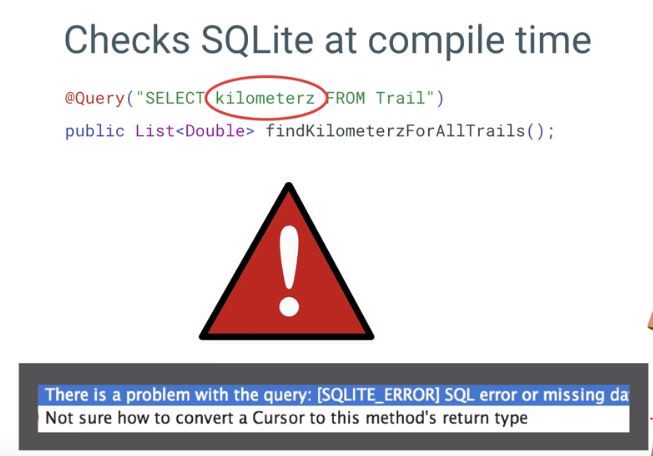 Checks SQLite at compile time
@Query("SELECT kilometerz FROM Trail")
public List<Double> findKilometerzForAllTrails();
!
There is a problem with the query: [SQLITE_ERROR] SQL error or missing da
Not sure how to convert a Cursor to this method's return type